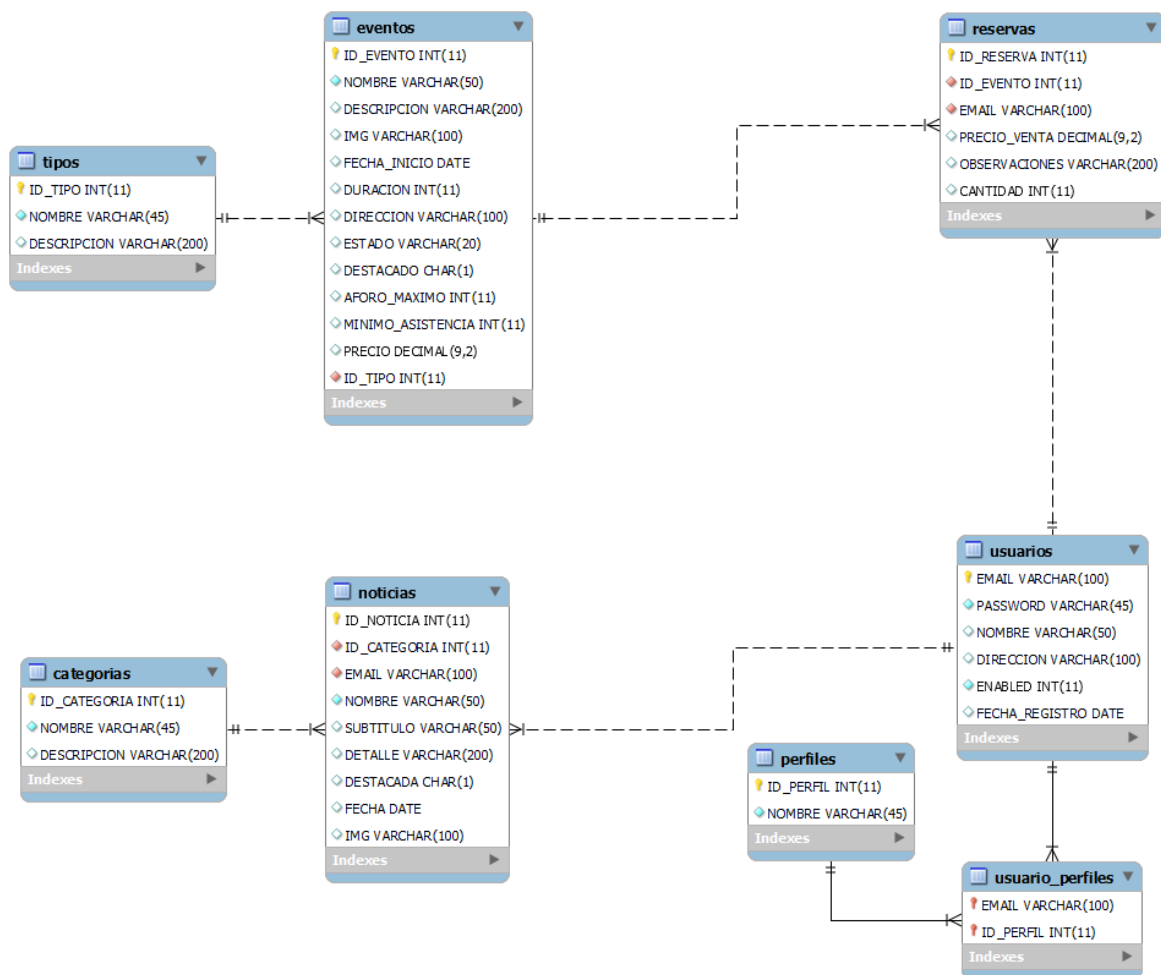 eventos
ID_EVENTO INT(11)
NOMBRE VARCHAR(50)
DESCRIPCION VARCHAR(200)
IMG VARCHAR(100)
FECHA_INICIO DATE
DURACION INT(11)
DIRECCION VARCHAR(100)
ESTADO VARCHAR(20)
DESTACADO CHAR(1)
AFORO_MAXIMO INT(11)
MINIMO_ASISTENCIA INT(11)
PRECIO DECIMAL(9,2)
ID_TIPO INT(11)
Indexes
reservas
ID_RESERVA INT(11)
ID_EVENTO INT(11)
EMAIL VARCHAR(100)
PRECIO_VENTA DECIMAL(9,2)
OBSERVACIONES VARCHAR(200)
CANTIDAD INT(11)
Indexes
tipos
ID_TIPO INT(11)
NOMBRE VARCHAR(45)
DESCRIPCION VARCHAR(200)
Indexes
usuarios
EMAIL VARCHAR(100)
PASSWORD VARCHAR(45)
NOMBRE VARCHAR(50)
DIRECCION VARCHAR(100)
ENABLED INT(11)
FECHA_REGISTRO DATE
Indexes
noticias
ID_NOTICIA INT(11)
ID_CATEGORIA INT(11)
EMAIL VARCHAR(100)
NOMBRE VARCHAR(50)
SUBTITULO VARCHAR(50)
DETALLE VARCHAR(200)
DESTACADA CHAR(1)
FECHA DATE
IMG VARCHAR(100)
Indexes
categorias
ID_CATEGORIA INT(11)
NOMBRE VARCHAR(45)
DESCRIPCION VARCHAR(200)
Indexes
perfiles
ID_PERFIL INT(11)
NOMBRE VARCHAR(45)
Indexes
usuario_perfiles
EMAIL VARCHAR(100)
ID_PERFIL INT(11)
Indexes